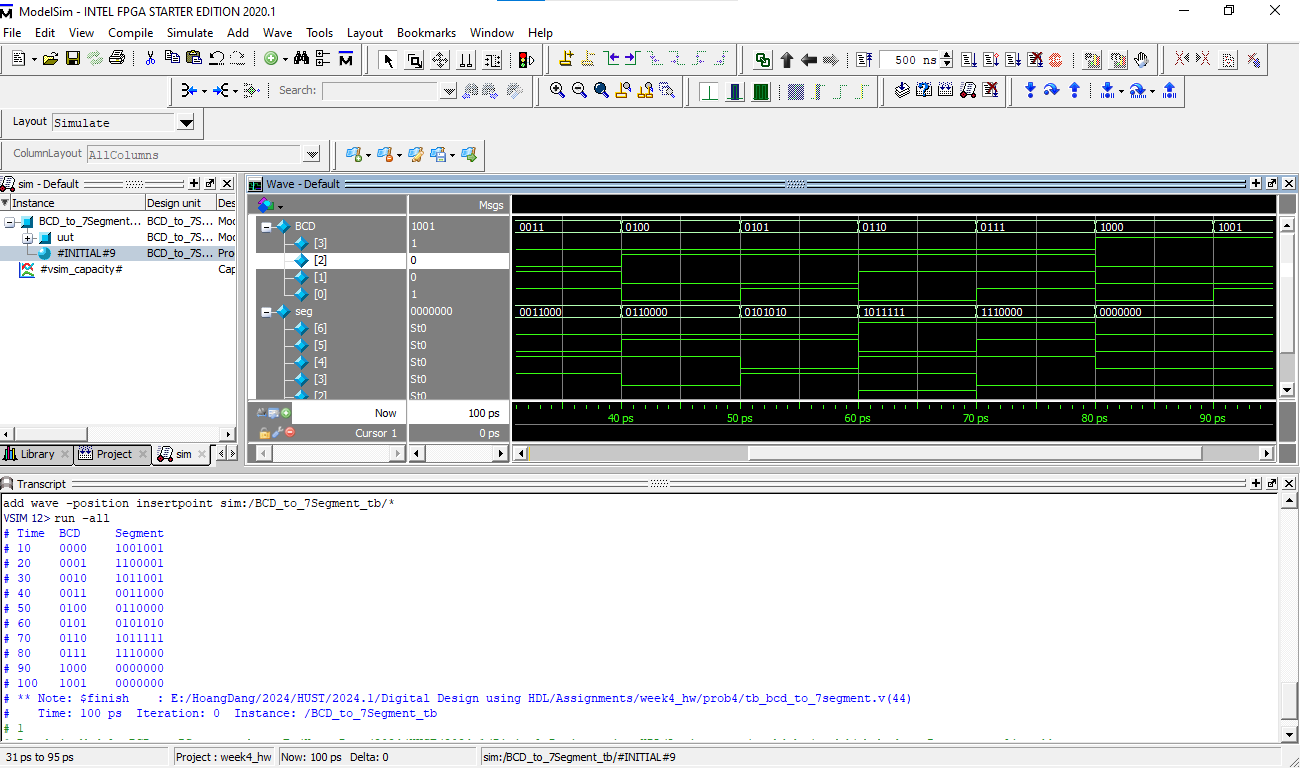 ModelSim - INTEL FPGA STARTER EDITION 2020.1
File Edit View Compile Simulate Add Wave Tools Layout Bookmarks Window Help
500 ns
Search:
Layout Simulate
ColumnLayout AllColumns
sim - Default
Instance Design unit Des
BCD_to_7Segment... BCD_to_7S... Mod
uut BCD_to_7S... Mod
#INITIAL#9 BCD_to_7S... Pro
#vsim_capacity# Cap
Library Project sim
Wave - Default
Msgs
BCD 1001 0011 0100 0101 0110 0111 1000 1001
[3] 1
[2] 0
[1] 0
[0] 1
seg 0000000 0011000 0110000 0101010 1011111 1110000 0000000
[6] St0
[5] St0
[4] St0
[3] St0
[2] St0
Now 100 ps 40 ps 50 ps 60 ps 70 ps 80 ps 90 ps
Cursor 1 0 ps
Transcript
add wave -position insertpoint sim:/BCD_to_7Segment_tb/*
VSIM 12> run -all
# Time BCD Segment
# 10 0000 1001001
# 20 0001 1100001
# 30 0010 1011001
# 40 0011 0011000
# 50 0100 0110000
# 60 0101 0101010
# 70 0110 1011111
# 80 0111 1110000
# 90 1000 0000000
# 100 1001 0000000
# ** Note: $finish : E:/HoangDang/2024/HUST/2024.1/Digital Design using HDL/Assignments/week4_hw/prob4/tb_bcd_to_7segment.v(44)
# Time: 100 ps Iteration: 0 Instance: /BCD_to_7Segment_tb
# 1
31 ps to 95 ps Project : week4_hw Now: 100 ps Delta: 0 sim:/BCD_to_7Segment_tb/#INITIAL#9